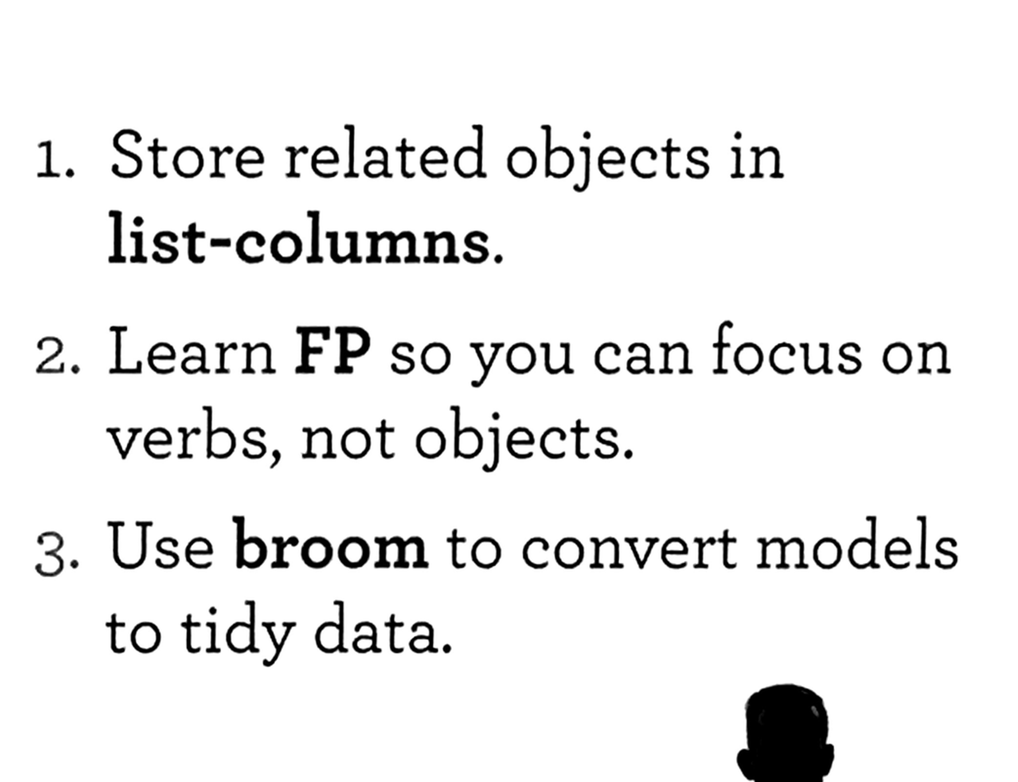 1. Store related objects in
list-columns.
2. Learn FP so you can focus on
verbs, not objects.
3. Use broom to convert models
to tidy data.